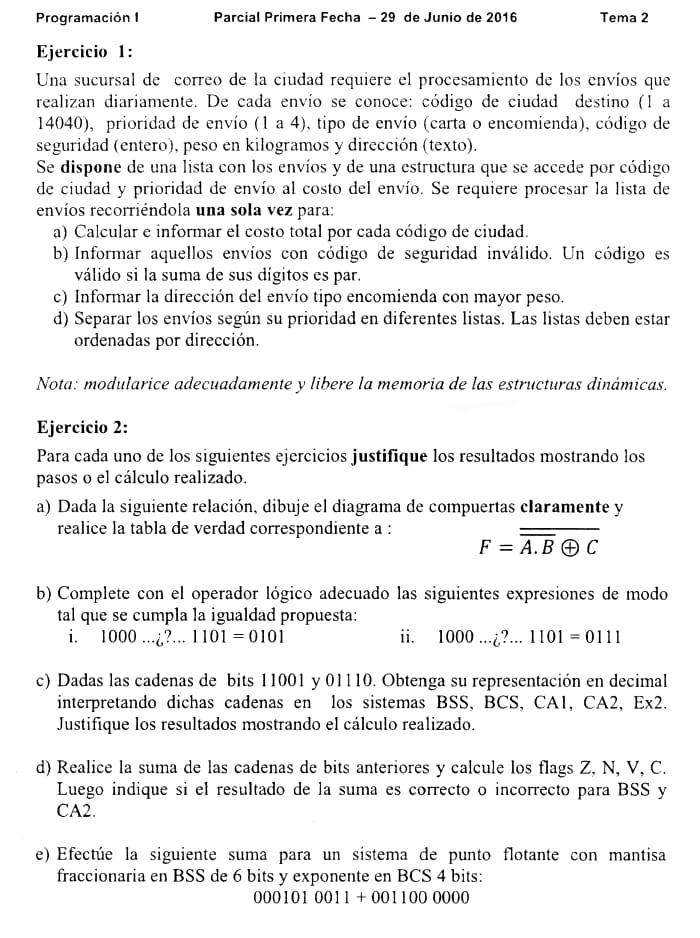 Programación I Parcial Primera Fecha – 29 de Junio de 2016 Tema 2
Ejercicio 1:
Una sucursal de correo de la ciudad requiere el procesamiento de los envíos que
realizan diariamente. De cada envío se conoce: código de ciudad destino (1 a
14040), prioridad de envío (1 a 4), tipo de envío (carta o encomienda), código de
seguridad (entero), peso en kilogramos y dirección (texto).
Se dispone de una lista con los envíos y de una estructura que se accede por código
de ciudad y prioridad de envío al costo del envío. Se requiere procesar la lista de
envíos recorriéndola una sola vez para:
a) Calcular e informar el costo total por cada código de ciudad.
b) Informar aquellos envíos con código de seguridad inválido. Un código es
válido si la suma de sus dígitos es par.
c) Informar la dirección del envío tipo encomienda con mayor peso.
d) Separar los envíos según su prioridad en diferentes listas. Las listas deben estar
ordenadas por dirección.
Nota: modularice adecuadamente y libere la memoria de las estructuras dinámicas.
Ejercicio 2:
Para cada uno de los siguientes ejercicios justifique los resultados mostrando los
pasos o el cálculo realizado.
a) Dada la siguiente relación, dibuje el diagrama de compuertas claramente y
realice la tabla de verdad correspondiente a :
F = A. B ⊕ C
b) Complete con el operador lógico adecuado las siguientes expresiones de modo
tal que se cumpla la igualdad propuesta:
i. 1000 ...¿?... 1101 = 0101 ii. 1000 ...¿?... 1101 = 0111
c) Dadas las cadenas de bits 11001 y 01110. Obtenga su representación en decimal
interpretando dichas cadenas en los sistemas BSS, BCS, CA1, CA2, Ex2.
Justifique los resultados mostrando el cálculo realizado.
d) Realice la suma de las cadenas de bits anteriores y calcule los flags Z, N, V, C.
Luego indique si el resultado de la suma es correcto o incorrecto para BSS y
CA2.
e) Efectúe la siguiente suma para un sistema de punto flotante con mantisa
fraccionaria en BSS de 6 bits y exponente en BCS 4 bits:
000101 0011 + 001100 0000